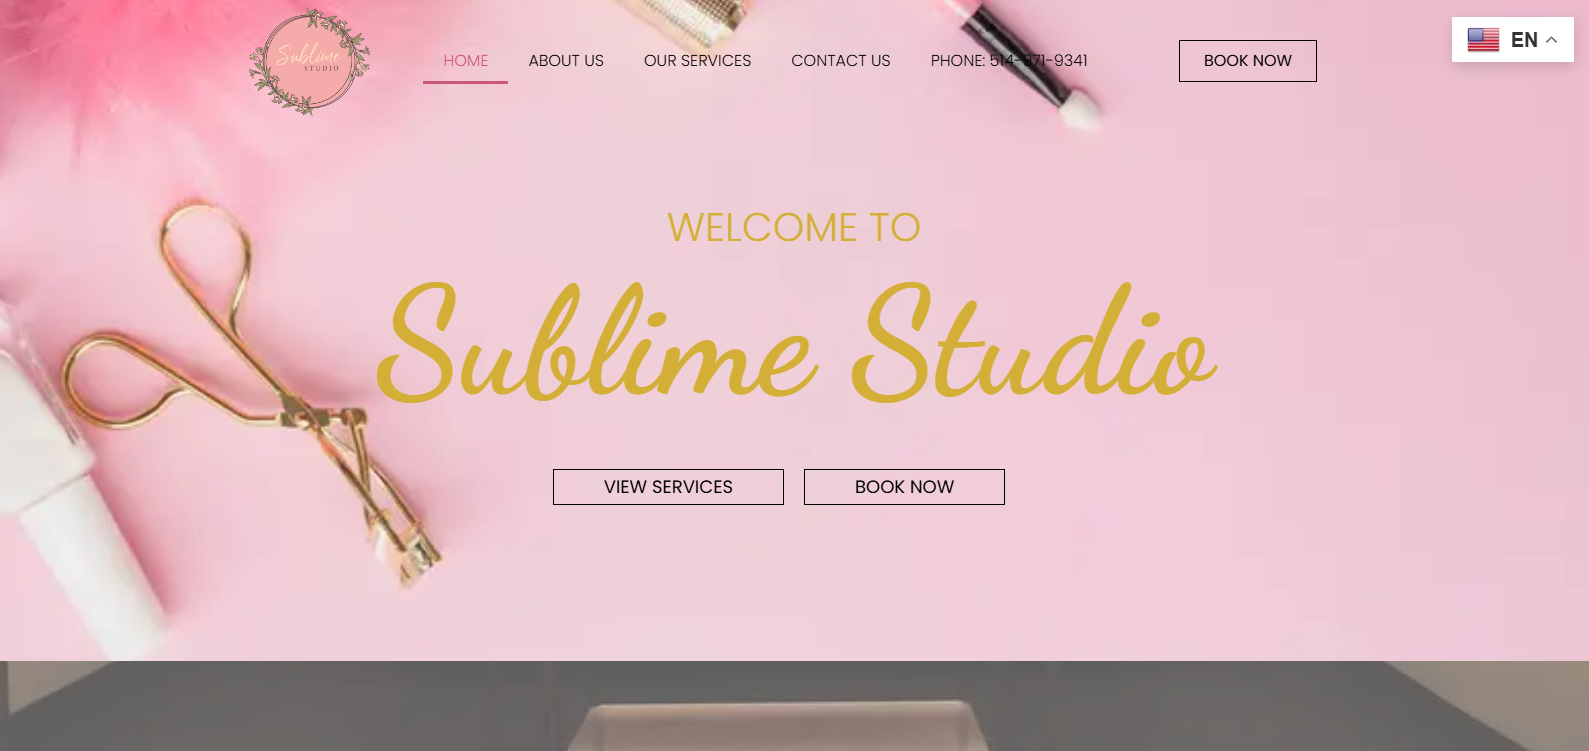 Sublime
STUDIO
HOME
ABOUT US
OUR SERVICES
CONTACT US
PHONE: 514-971-9341
BOOK NOW
EN
WELCOME TO
Sublime Studio
VIEW SERVICES
BOOK NOW